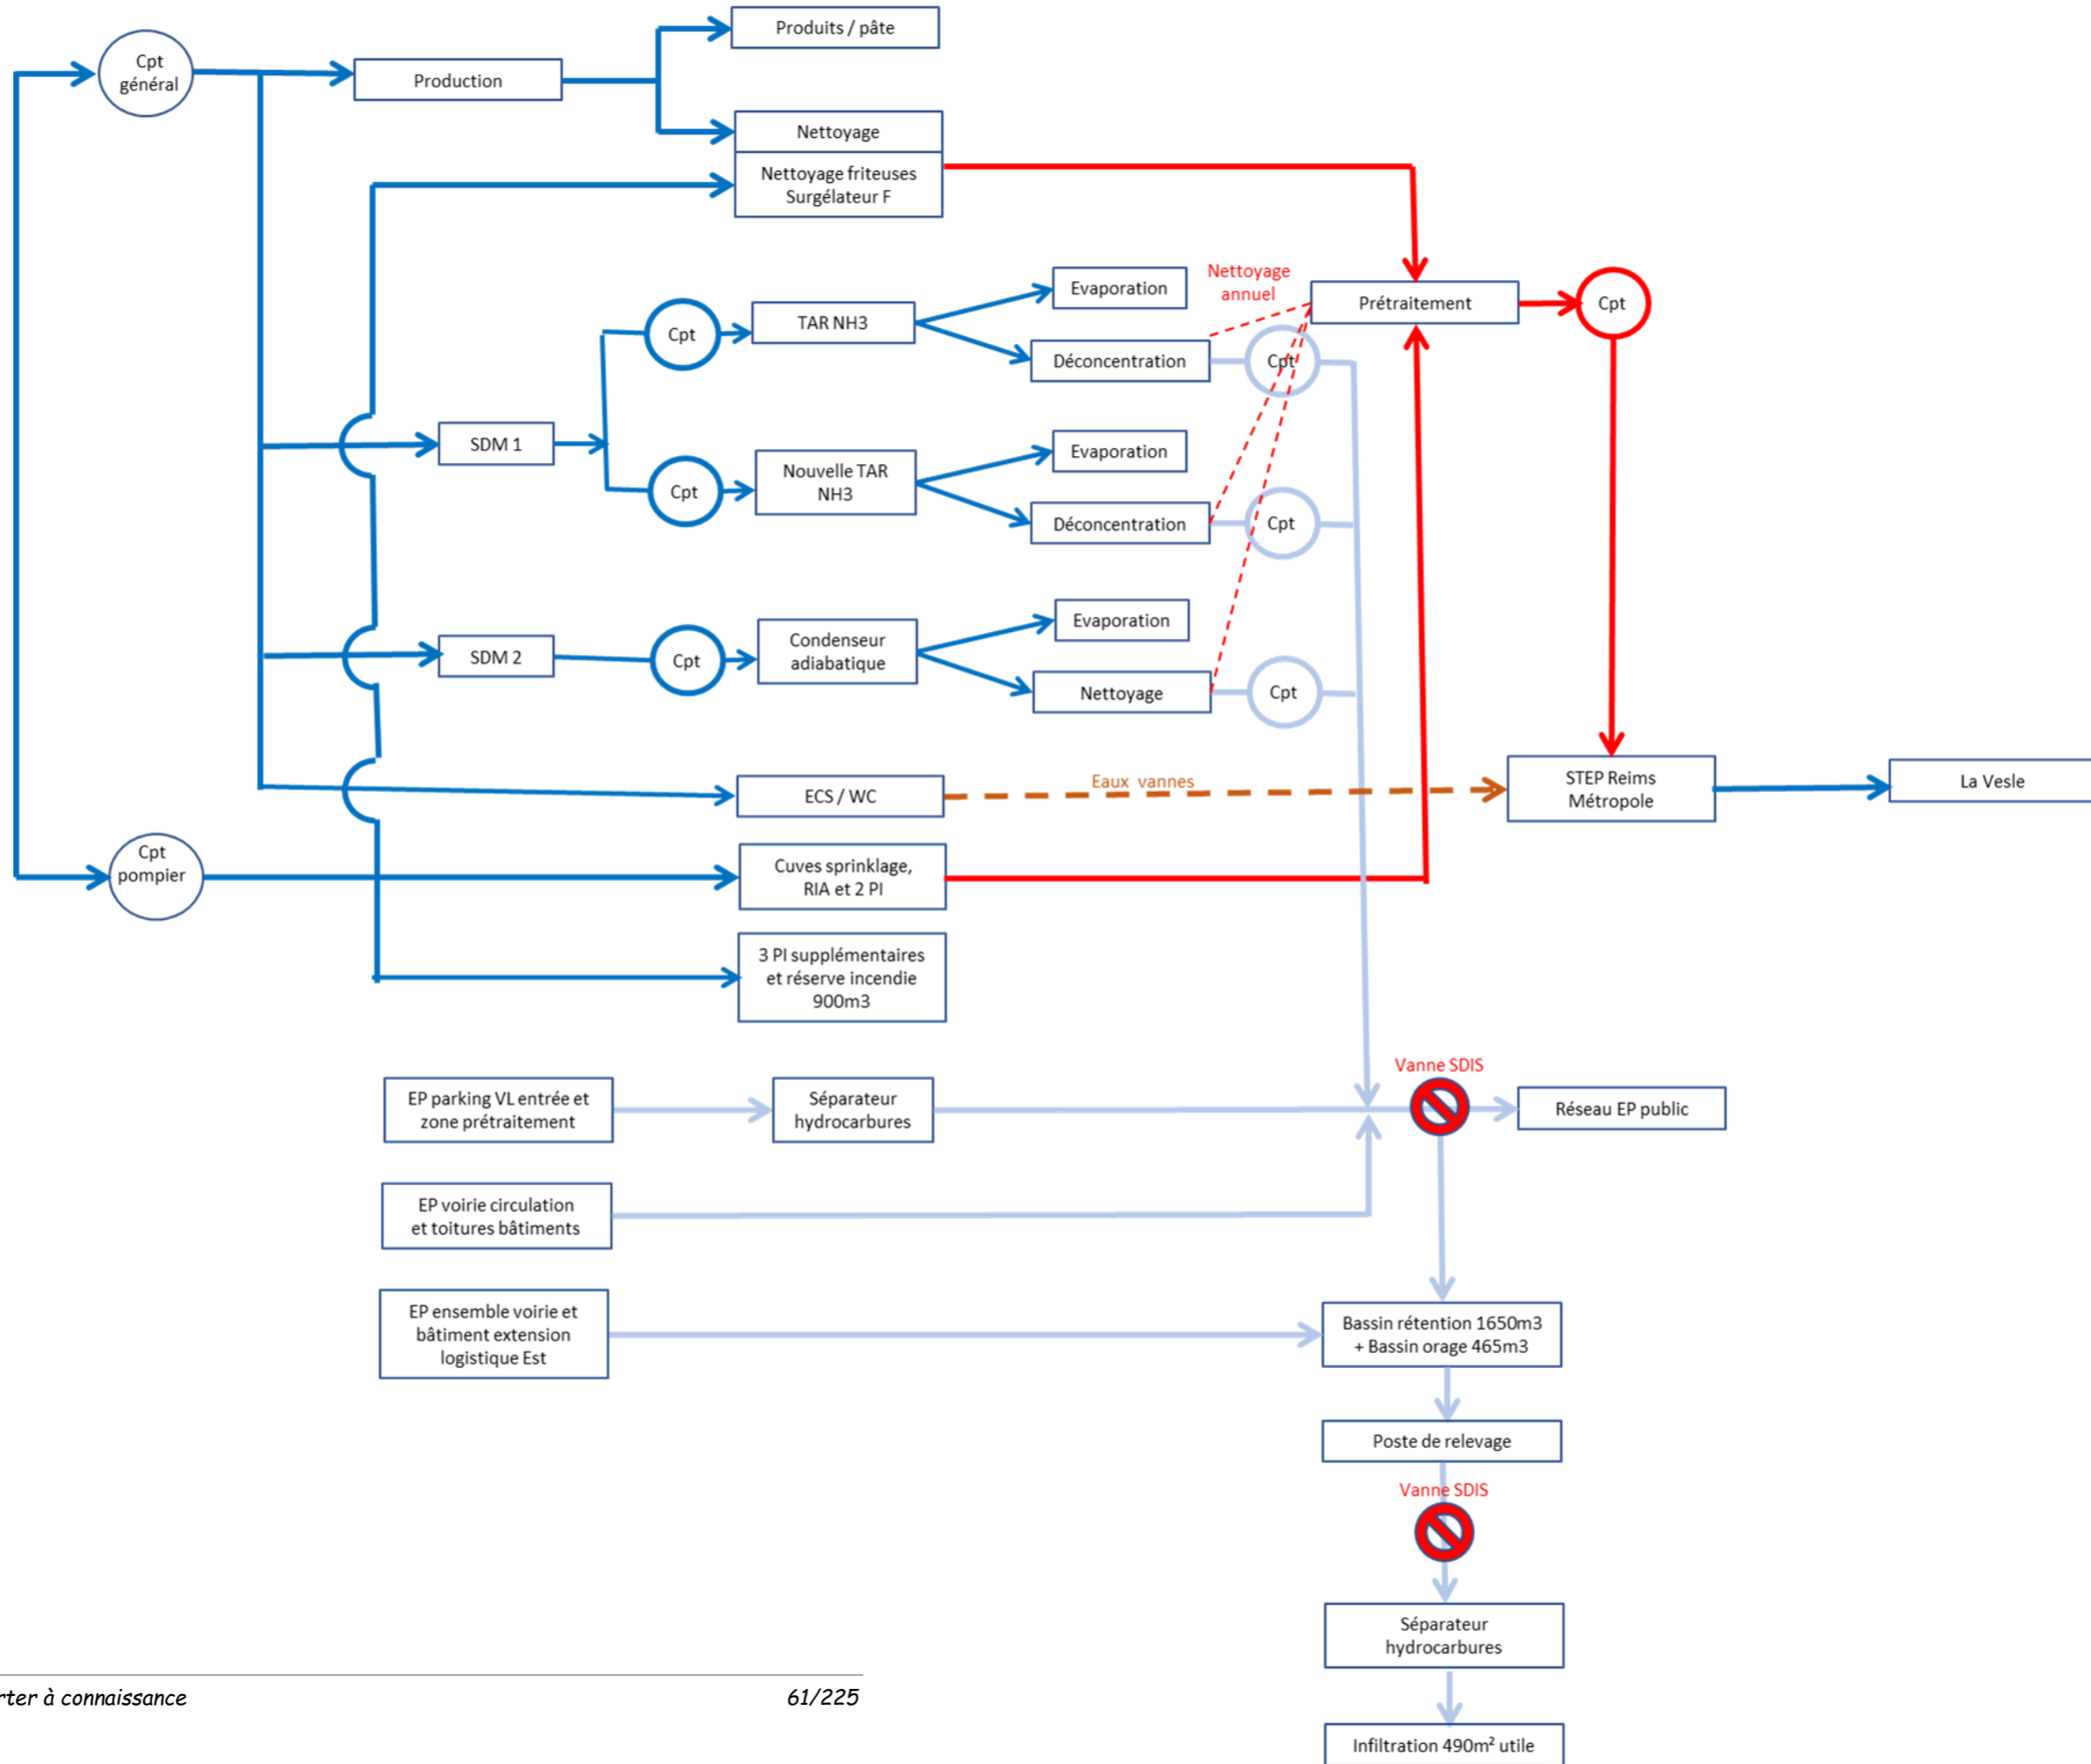 Produits / pâte
Cpt
général
Production
Nettoyage
Nettoyage friteuses
Surgélateur F
Evaporation
Nettoyage
annuel
Prétraitement
Cpt
Cpt
TAR NH3
Déconcentration
Cpt
SDM 1
Evaporation
Cpt
Nouvelle TAR
NH3
Déconcentration
Cpt
Evaporation
SDM 2
Cpt
Condenseur
adiabatique
Nettoyage
Cpt
ECS / WC
Eaux vannes
STEP Reims
Métropole
La Vesle
Cpt
pompier
Cuves sprinklage,
RIA et 2 PI
3 PI supplémentaires
et réserve incendie
900m3
Vanne SDIS
EP parking VL entrée et
zone prétraitement
Séparateur
hydrocarbures
Réseau EP public
EP voirie circulation
et toitures bâtiments
EP ensemble voirie et
bâtiment extension
logistique Est
Bassin rétention 1650m3
+ Bassin orage 465m3
Poste de relevage
Vanne SDIS
Séparateur
hydrocarbures
Infiltration 490m² utile
rter à connaissance
61/225